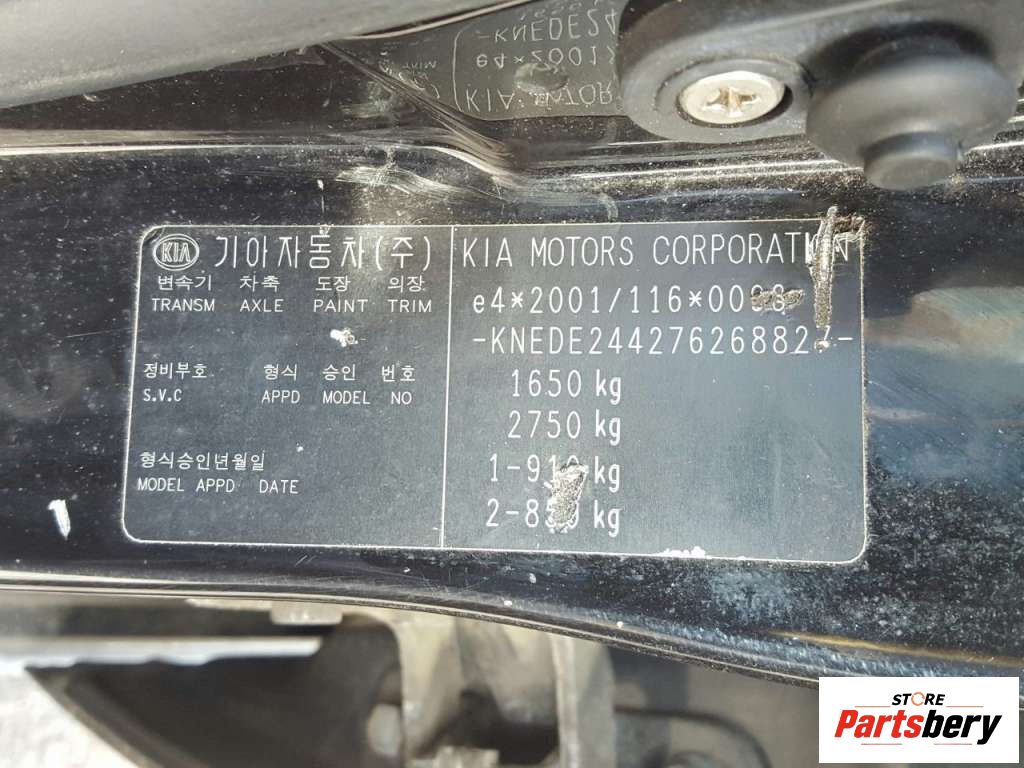 KIA 기아자동차(주)
변속기 차축 도장 의장
TRANSM AXLE PAINT TRIM
정비부호 형식 승인 번호
S.V.C APPD MODEL NO
형식승인년월일
MODEL APPD DATE
KIA MOTORS CORPORATION
e4*2001/116*
1650 kg
2750 kg
kg
kg
STORE
Partsbery